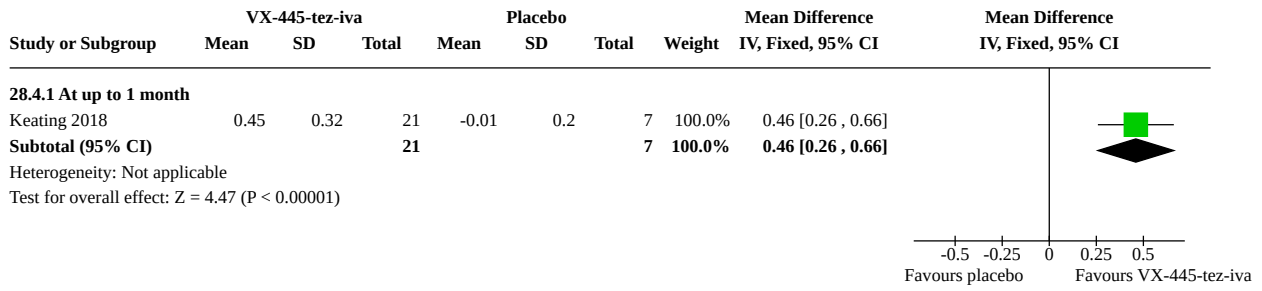 VX-445-tez-iva Placebo Mean Difference Mean Difference
Study or Subgroup Mean SD Total Mean SD Total Weight IV, Fixed, 95% CI IV, Fixed, 95% CI
28.4.1 At up to 1 month
Keating 2018 0.45 0.32 21 -0.01 0.2 7 100.0% 0.46 [0.26 , 0.66]
Subtotal (95% CI) 21 7 100.0% 0.46 [0.26 , 0.66]
Heterogeneity: Not applicable
Test for overall effect: Z = 4.47 (P < 0.00001)
-0.5 -0.25 0 0.25 0.5
Favours placebo Favours VX-445-tez-iva